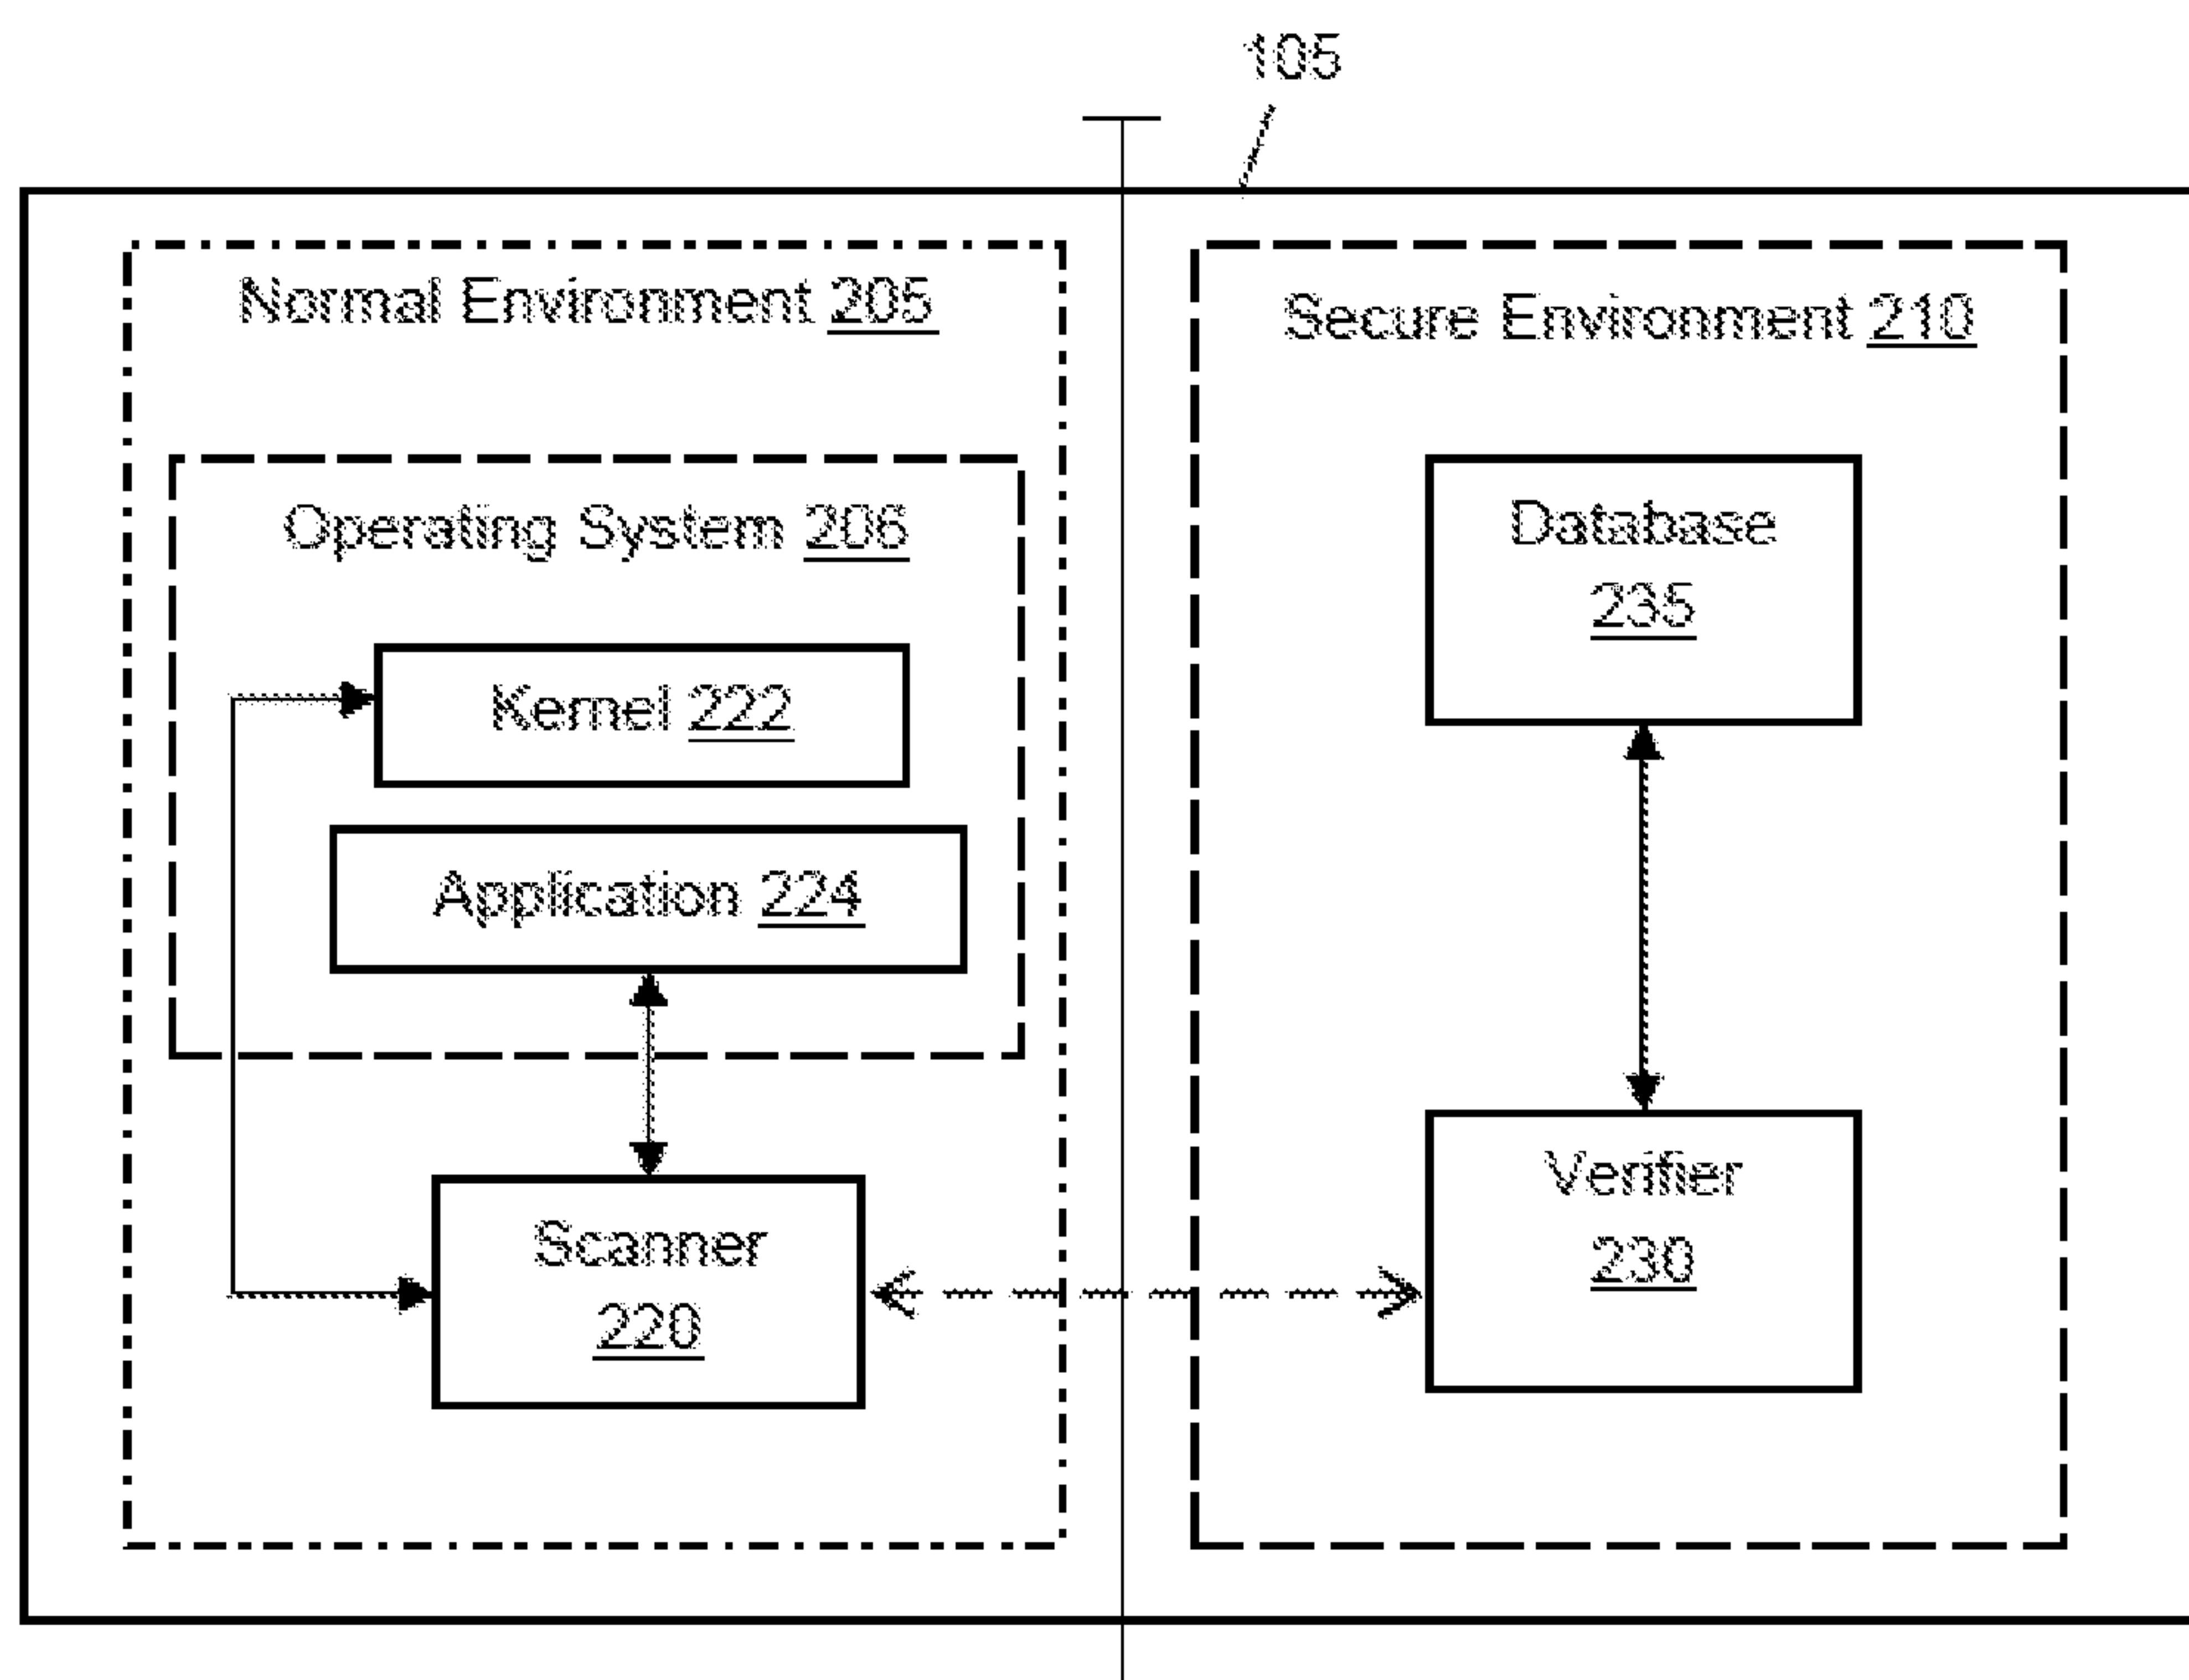 105
Normal Environment 205
Secure Environment 210
Operating System 206
Database
235
Kernel 222
Application 224
Verifier
230
Scanner
220